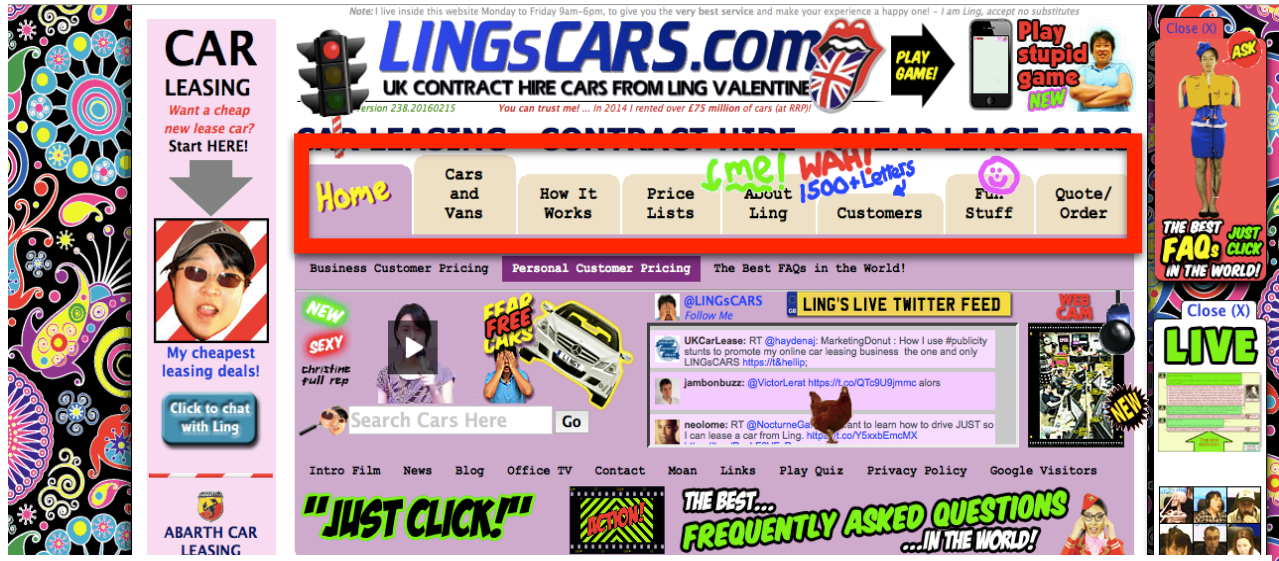 Note: I live inside this website Monday to Friday 9am–6pm, to give you the very best service and make your experience a happy one! – I am Ling, accept no substitutes
LINGsCARS.com
UK CONTRACT HIRE CARS FROM LING VALENTINE
ersion 238.20160215
You can trust me! ... In 2014 I rented over £75 million of cars (at RRP)!
PLAY GAME!
Play
stupid
game
NEW
CAR LEASING CONTRACT HIRE CHEAP LEASE CARS
CAR
LEASING
Want a cheap
new lease car?
Start HERE!
My cheapest
leasing deals!
Click to chat
with Ling
ABARTH CAR
LEASING
Home
Cars
and
Vans
How It
Works
Price
Lists
me!
About
Ling
WAH!
1500+Letters
Customers
Fun
Stuff
Quote/
Order
Business Customer Pricing
Personal Customer Pricing
The Best FAQs in the World!
NEW
SEXY
christine
full rep
FREE
Search Cars Here
Go
@LINGsCARS
Follow Me
GB
LING'S LIVE TWITTER FEED
UKCarLease: RT @haydenaj: MarketingDonut : How I use #publicity
stunts to promote my online car leasing business the one and only
LINGsCARS https://t&hellip;
jambonbuzz: @VictorLerat https://t.co/QTc9U9jmmc alors
neolome: RT @NocturneGa ant to learn how to drive JUST so
I can lease a car from Ling. https://t.co/Y5xxbEmcMX
WEB
CAM
NEW
Intro Film News Blog Office TV Contact Moan Links Play Quiz Privacy Policy Google Visitors
"JUST CLICK!"
ACTION!
THE BEST...
FREQUENTLY ASKED QUESTIONS
...IN THE WORLD!
Close (X)
ASK
THE BEST
FAQs
JUST
CLICK
IN THE WORLD!
Close (X)
LIVE